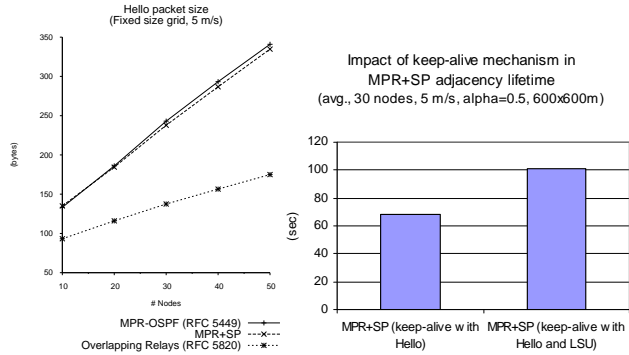 Hello packet size
(Fixed size grid, 5 m/s)
350
300
250
200
150
100
50
(bytes)
10
20
30
40
50
# Nodes
MPR-OSPF (RFC 5449)
MPR+SP
Overlapping Relays (RFC 5820)
Impact of keep-alive mechanism in
MPR+SP adjacency lifetime
(avg., 30 nodes, 5 m/s, alpha=0.5, 600x600m)
120
100
80
60
40
20
0
(sec)
MPR+SP (keep-alive with
Hello)
MPR+SP (keep-alive with
Hello and LSU)